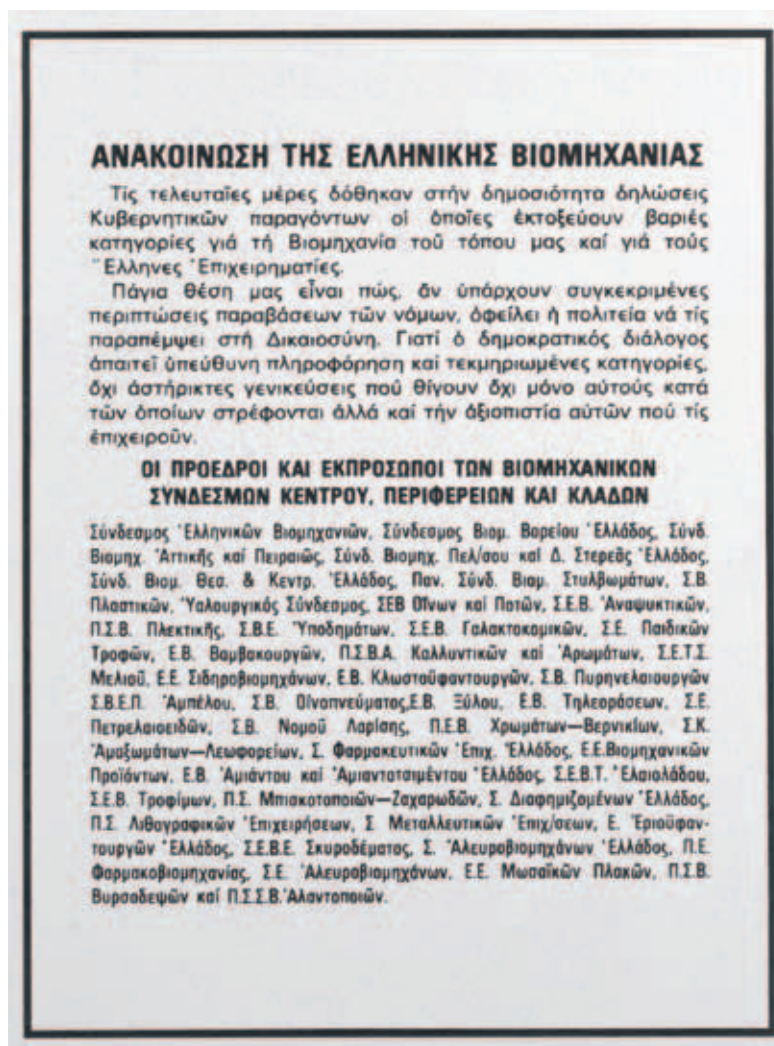 ΑΝΑΚΟΙΝΩΣΗ ΤΗΣ ΕΛΛΗΝΙΚΗΣ ΒΙΟΜΗΧΑΝΙΑΣ
Τίς τελευταῖες μέρες δόθηκαν στήν δημοσιότητα δηλώσεις
Κυβερνητικῶν παραγόντων οἱ ὁποῖες ἐκτοξεύουν βαριές
κατηγορίες γιά τή Βιομηχανία τοῦ τόπου μας καί γιά τούς
Ἕλληνες Ἐπιχειρηματίες.
Πάγια θέση μας εἶναι πώς, ἄν ὑπάρχουν συγκεκριμένες
περιπτώσεις παραβάσεων τῶν νόμων, ὀφείλει ἡ πολιτεία νά τίς
παραπέμψει στή Δικαιοσύνη. Γιατί ὁ δημοκρατικός διάλογος
ἀπαιτεῖ ὑπεύθυνη πληροφόρηση καί τεκμηριωμένες κατηγορίες,
ὄχι ἀστήρικτες γενικεύσεις πού θίγουν ὄχι μόνο αὐτούς κατά
τῶν ὁποίων στρέφονται ἀλλά καί τήν ἀξιοπιστία αὐτῶν πού τίς
ἐπιχειροῦν.
ΟΙ ΠΡΟΕΔΡΟΙ ΚΑΙ ΕΚΠΡΟΣΩΠΟΙ ΤΩΝ ΒΙΟΜΗΧΑΝΙΚΩΝ
ΣΥΝΔΕΣΜΩΝ ΚΕΝΤΡΟΥ, ΠΕΡΙΦΕΡΕΙΩΝ ΚΑΙ ΚΛΑΔΩΝ
Σύνδεσμος Ἑλληνικῶν Βιομηχανιῶν, Σύνδεσμος Βιομ. Βορείου Ἑλλάδος, Σύνδ.
Βιομηχ. Ἀττικῆς καί Πειραιῶς, Σύνδ. Βιομηχ. Πελ/σου καί Δ. Στερεᾶς Ἑλλάδος,
Σύνδ. Βιομ. Θεσ. & Κεντρ. Ἑλλάδος, Παν. Σύνδ. Βιομ. Στυλβωμάτων, Σ.Β.
Πλαστικῶν, Ὑαλουργικός Σύνδεσμος, ΣΕΒ Οἴνων καί Ποτῶν, Σ.Ε.Β. Ἀναψυκτικῶν,
Π.Σ.Β. Πλεκτικῆς, Σ.Β.Ε. Ὑποδημάτων, Σ.Ε.Β. Γαλακτοκομικῶν, Σ.Ε. Παιδικῶν
Τροφῶν, Ε.Β. Βαμβακουργῶν, Π.Σ.Β.Α. Καλλυντικῶν καί Ἀρωμάτων, Σ.Ε.Τ.Σ.
Μελιοῦ, Ε.Ε. Σιδηροβιομηχάνων, Ε.Β. Κλωστοϋφαντουργῶν, Σ.Β. Πυρηνελαιουργῶν
Σ.Β.Ε.Π. Ἀμπέλου, Σ.Β. Οἰνοπνεύματος,Ε.Β. Ξύλου, Ε.Β. Τηλεοράσεων, Σ.Ε.
Πετρελαιοειδῶν, Σ.Β. Νομοῦ Λαρίσης, Π.Ε.Β. Χρωμάτων—Βερνικίων, Σ.Κ.
Ἀμαξωμάτων—Λεωφορείων, Σ. Φαρμακευτικῶν Ἐπιχ. Ἑλλάδος, Ε.Ε.Βιομηχανικῶν
Προϊόντων, Ε.Β. Ἀμιάντου καί Ἀμιαντοτσιμέντου Ἑλλάδος, Σ.Ε.Β.Τ. Ἐλαιολάδου,
Σ.Ε.Β. Τροφίμων, Π.Σ. Μπισκοτοποιῶν—Ζαχαρωδῶν, Σ. Διαφημιζομένων Ἑλλάδος,
Π.Σ. Λιθογραφικῶν Ἐπιχειρήσεων, Σ. Μεταλλευτικῶν Ἐπιχ/σεων, Ε. Ἐριοϋφαν-
τουργῶν Ἑλλάδος, Σ.Ε.Β.Ε. Σκυροδέματος, Σ. Ἀλευροβιομηχάνων Ἑλλάδος, Π.Ε.
Φαρμακοβιομηχανίας, Σ.Ε. Ἀλευροβιομηχάνων, Ε.Ε. Μωσαϊκῶν Πλακῶν, Π.Σ.Β.
Βυρσοδεψῶν καί Π.Σ.Σ.Β.Ἀλαντοποιῶν.